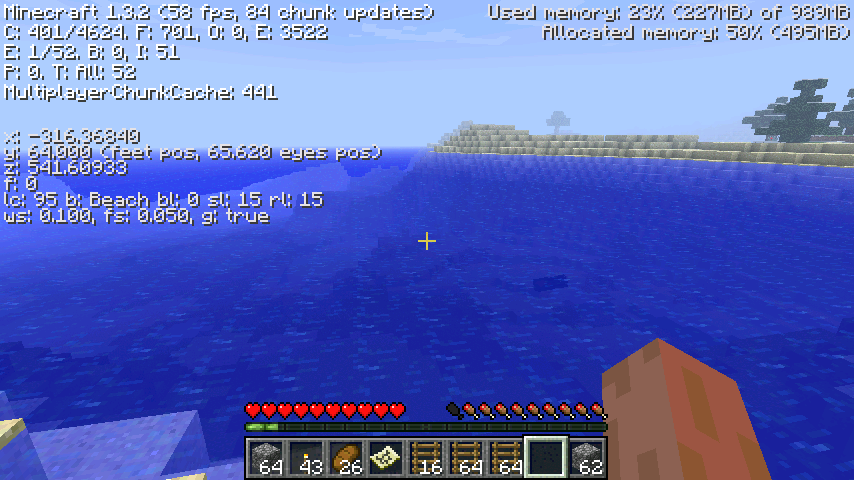 Minecraft 1.3.2 (58 fps, 84 chunk updates)
Used memory: 23% (227MB) of 989MB
C: 401/4624, F: 701, O: 0, E: 3522
Allocated memory: 50% (495MB)
E: 1/52. B: 0, I: 51
P: 0. T: All: 52
MultiplayerChunkCache: 441
x: -316.36840
y: 64.000 (feet pos, 65.620 eyes pos)
z: 541.60933
f: 0
lc: 95 b: Beach bl: 0 sl: 15 rl: 15
ws: 0.100, fs: 0.050, g: true
64 43 26 16 64 64 62